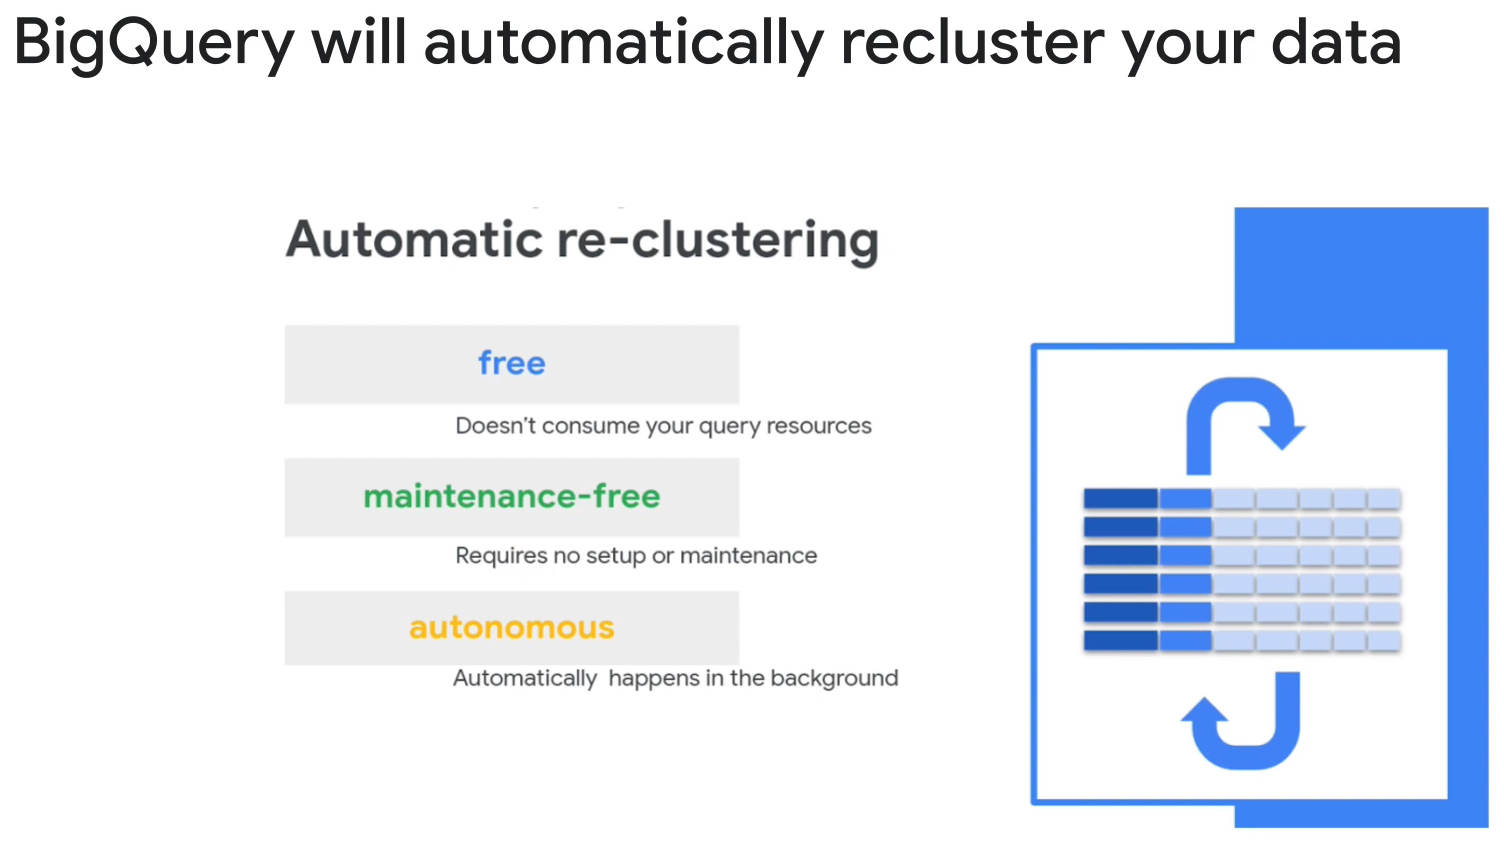 BigQuery will automatically recluster your data
Automatic re-clustering
free
Doesn't consume your query resources
maintenance-free
Requires no setup or maintenance
autonomous
Automatically happens in the background